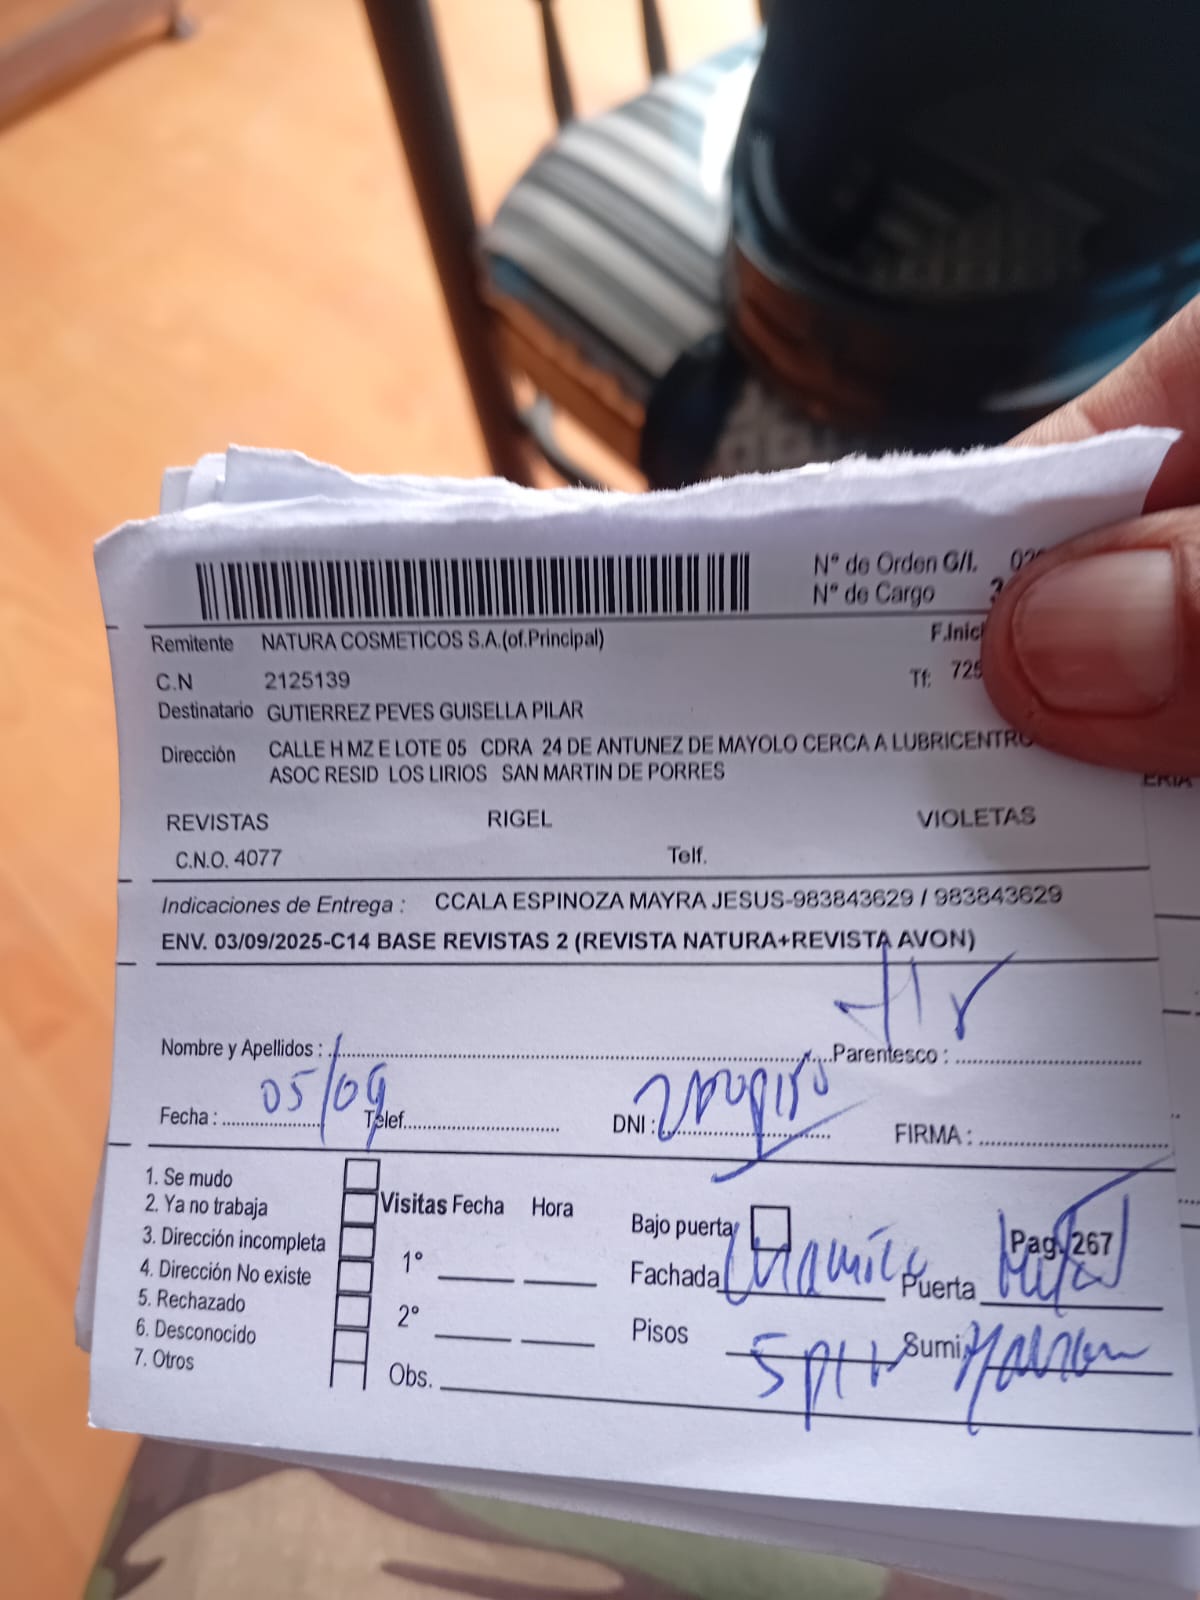 N° de Orden G/I.
N° de Cargo
Remitente NATURA COSMETICOS S.A.(of.Principal)
C.N 2125139 Tf: 725
Destinatario GUTIERREZ PEVES GUISELLA PILAR
Dirección CALLE H MZ E LOTE 05 CDRA 24 DE ANTUNEZ DE MAYOLO CERCA A LUBRICENTRO
ASOC RESID LOS LIRIOS SAN MARTIN DE PORRES
REVISTAS RIGEL VIOLETAS
C.N.O. 4077 Telf.
Indicaciones de Entrega : CCALA ESPINOZA MAYRA JESUS-983843629 / 983843629
ENV. 03/09/2025-C14 BASE REVISTAS 2 (REVISTA NATURA+REVISTA AVON)
Nombre y Apellidos : Parentesco :
Fecha : 05/09 Telef. DNI : FIRMA :
1. Se mudo
2. Ya no trabaja
3. Dirección incompleta
4. Dirección No existe
5. Rechazado
6. Desconocido
7. Otros
Visitas Fecha Hora
1°
2°
Obs.
Bajo puerta Pag. 267
Fachada Puerta
Pisos Sumi